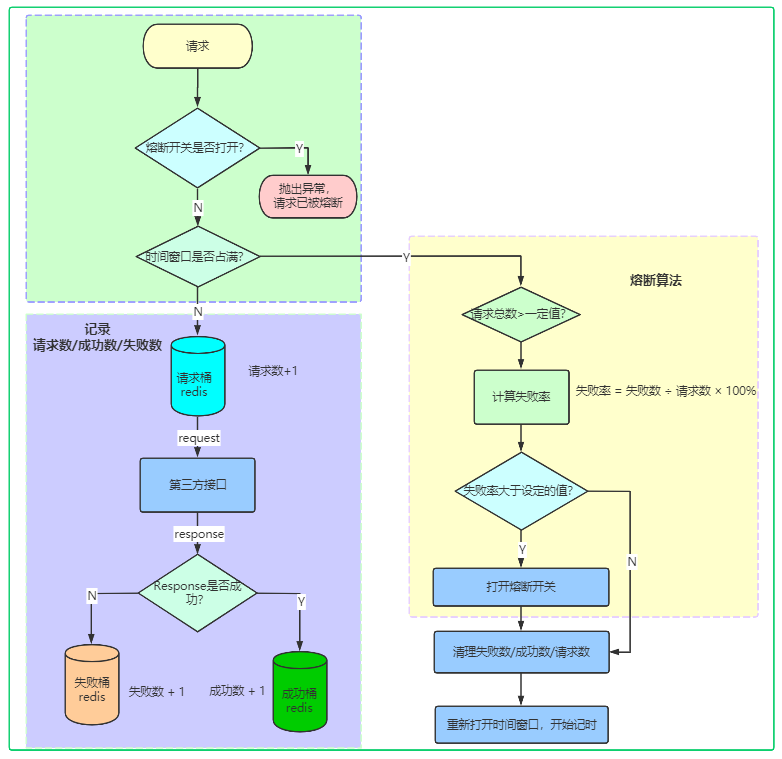 请求
熔断开关是否打开?
Y
抛出异常，
请求已被熔断
N
时间窗口是否占满?
Y
N
记录
请求数/成功数/失败数
请求桶
redis
请求数+1
request
第三方接口
response
Response是否成
功?
N
Y
失败桶
redis
失败数 + 1
成功数 + 1
成功桶
redis
熔断算法
请求总数>一定值?
计算失败率
失败率 = 失败数 ÷ 请求数 × 100%
失败率大于设定的值?
Y
N
打开熔断开关
清理失败数/成功数/请求数
重新打开时间窗口，开始记时